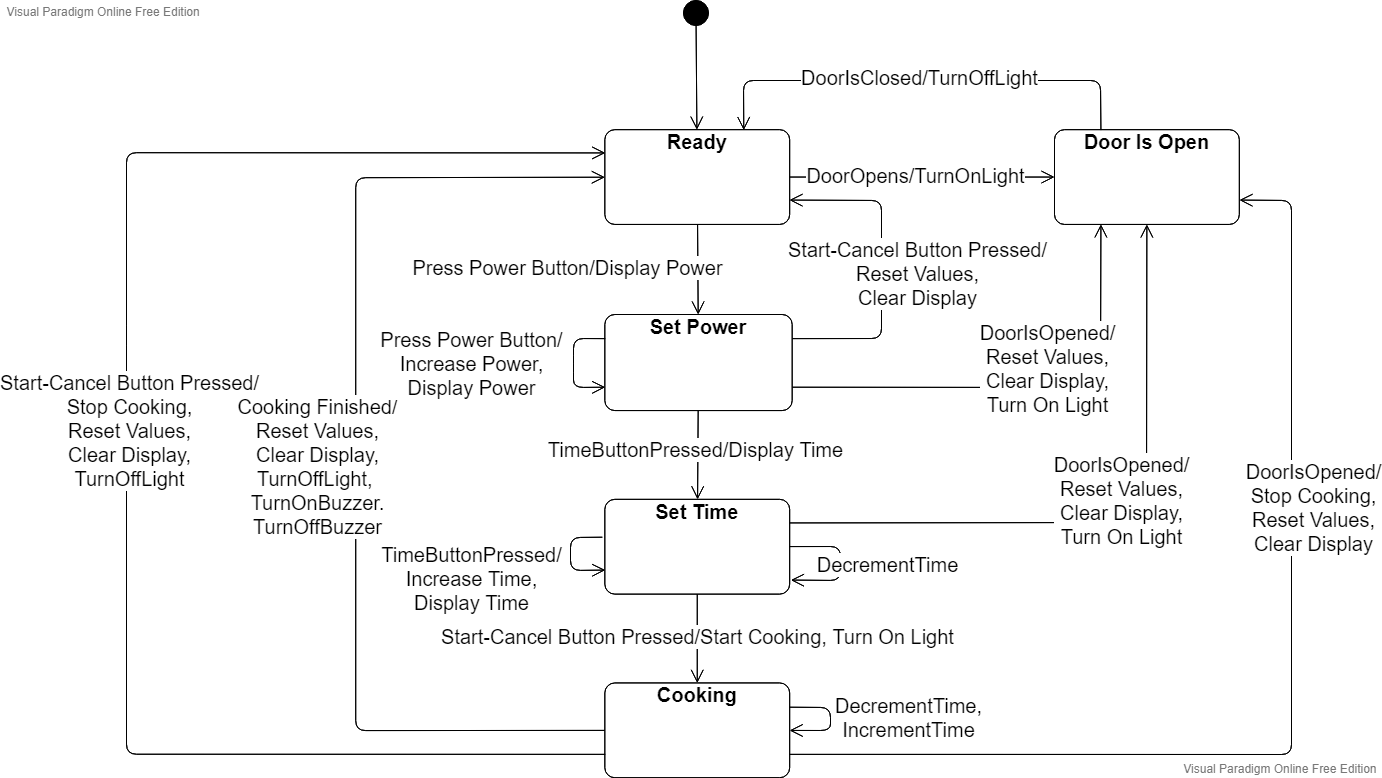 Visual Paradigm Online Free Edition
DoorIsClosed/TurnOffLight
Ready
Door Is Open
DoorOpens/TurnOnLight
Start-Cancel Button Pressed/
Reset Values,
Clear Display
Press Power Button/Display Power
Set Power
Press Power Button/
Increase Power,
Display Power
DoorIsOpened/
Reset Values,
Clear Display,
Turn On Light
Start-Cancel Button Pressed/
Stop Cooking,
Reset Values,
Clear Display,
TurnOffLight
Cooking Finished/
Reset Values,
Clear Display,
TurnOffLight,
TurnOnBuzzer.
TurnOffBuzzer
TimeButtonPressed/Display Time
DoorIsOpened/
Reset Values,
Clear Display,
Turn On Light
DoorIsOpened/
Stop Cooking,
Reset Values,
Clear Display
Set Time
TimeButtonPressed/
Increase Time,
Display Time
DecrementTime
Start-Cancel Button Pressed/Start Cooking, Turn On Light
Cooking
DecrementTime,
IncrementTime
Visual Paradigm Online Free Edition